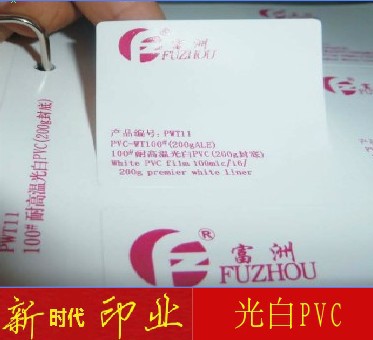 富洲
FUZHOU
产品编号: PWT11
PVC-WT100#(200gALE)
100#耐高温光白PVC(200g封底)
White PVC film 100mic/16/
200g premier white liner
PWT11
100#耐高温光白PVC(200g封底)
富洲®
FUZHOU
新时代印业
光白PVC